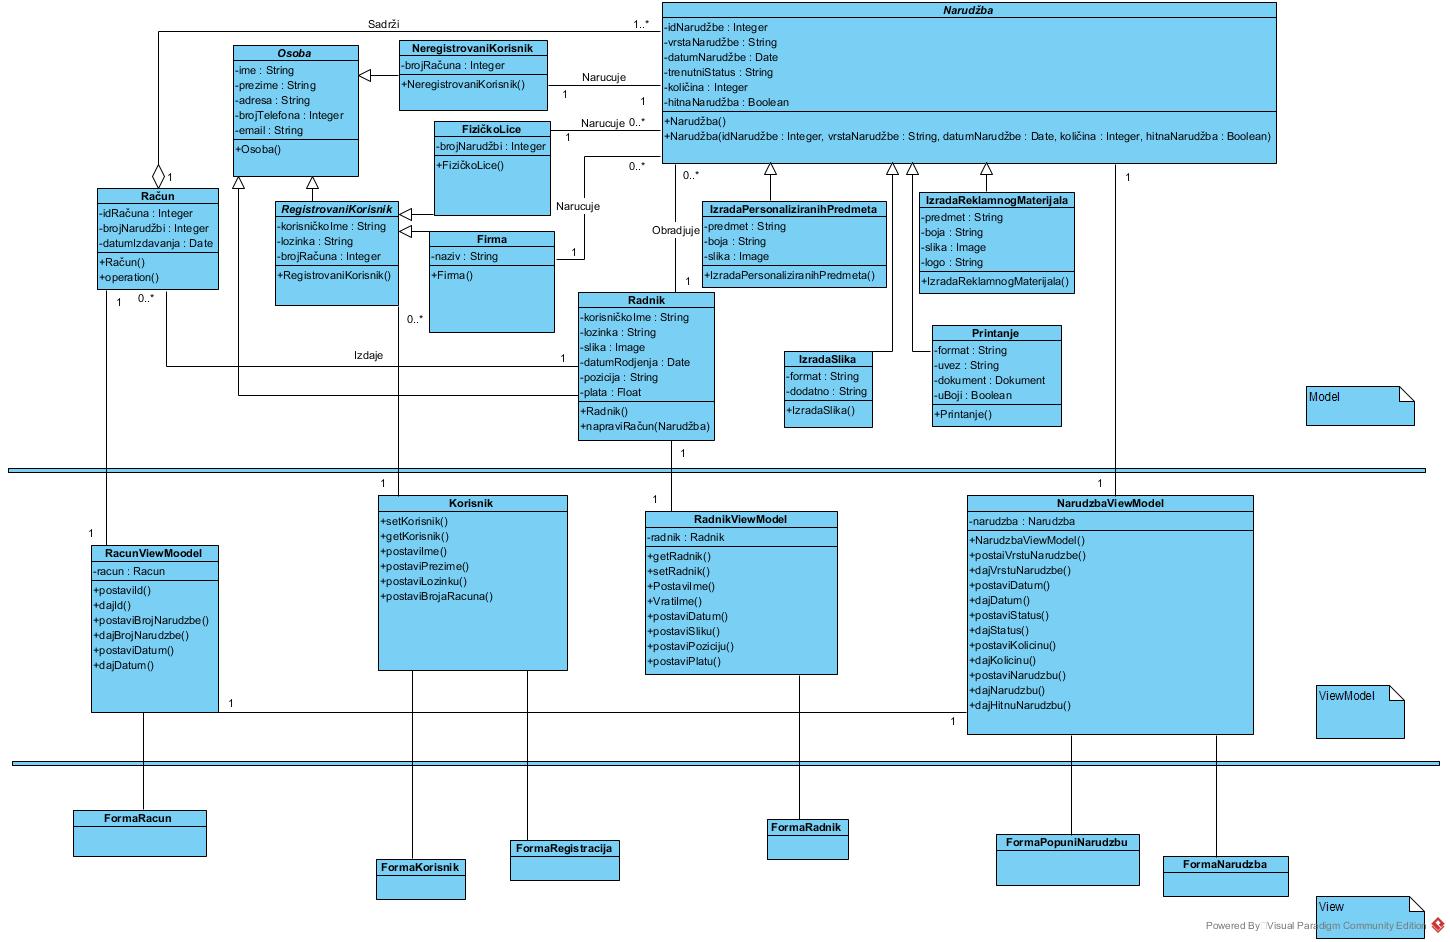 Narudžba
-idNarudžbe : Integer
-vrstaNarudžbe : String
-datumNarudžbe : Date
-trenutniStatus : String
-količina : Integer
-hitnaNarudžba : Boolean
+Narudžba()
+Narudžba(idNarudžbe : Integer, vrstaNarudžbe : String, datumNarudžbe : Date, količina : Integer, hitnaNarudžba : Boolean)
Sadrži
1..*
1
Osoba
-ime : String
-prezime : String
-adresa : String
-brojTelefona : Integer
-email : String
+Osoba()
NeregistrovaniKorisnik
-brojRačuna : Integer
+NeregistrovaniKorisnik()
Narucuje
1
1
FizičkoLice
-brojNarudžbi : Integer
+FizičkoLice()
Narucuje
0..*
1
0..*
Narucuje
1
Račun
-idRačuna : Integer
-brojNarudžbi : Integer
-datumIzdavanja : Date
+Račun()
+operation()
1
0..*
RegistrovaniKorisnik
-korisničkoIme : String
-lozinka : String
-brojRačuna : Integer
+RegistrovaniKorisnik()
0..*
Firma
-naziv : String
+Firma()
0..*
Obradjuje
1
IzradaPersonaliziranihPredmeta
-predmet : String
-boja : String
-slika : Image
+IzradaPersonaliziranihPredmeta()
IzradaReklamnogMaterijala
-predmet : String
-boja : String
-slika : Image
-logo : String
+IzradaReklamnogMaterijala()
1
Radnik
-korisničkoIme : String
-lozinka : String
-slika : Image
-datumRodjenja : Date
-pozicija : String
-plata : Float
+Radnik()
+napraviRačun(Narudžba)
Izdaje
1
1
IzradaSlika
-format : String
-dodatno : String
+IzradaSlika()
Printanje
-format : String
-uvez : String
-dokument : Dokument
-uBoji : Boolean
+Printanje()
Model
1
RacunViewMoodel
-racun : Racun
+postaviId()
+dajId()
+postaviBrojNarudzbe()
+dajBrojNarudzbe()
+postaviDatum()
+dajDatum()
1
1
Korisnik
+setKorisnik()
+getKorisnik()
+postaviIme()
+postaviPrezime()
+postaviLozinku()
+postaviBrojaRacuna()
1
RadnikViewModel
-radnik : Radnik
+getRadnik()
+setRadnik()
+PostaviIme()
+VratiIme()
+postaviDatum()
+postaviSliku()
+postaviPoziciju()
+postaviPlatu()
1
NarudzbaViewModel
-narudzba : Narudzba
+NarudzbaViewModel()
+postaiVrstuNarudzbe()
+dajVrstuNarudzbe()
+postaviDatum()
+dajDatum()
+postaviStatus()
+dajStatus()
+postaviKolicinu()
+dajKolicinu()
+postaviNarudzbu()
+dajNarudzbu()
+dajHitnuNarudzbu()
1
ViewModel
FormaRacun
FormaKorisnik
FormaRegistracija
FormaRadnik
FormaPopuniNarudzbu
FormaNarudzba
View
Powered By Visual Paradigm Community Edition